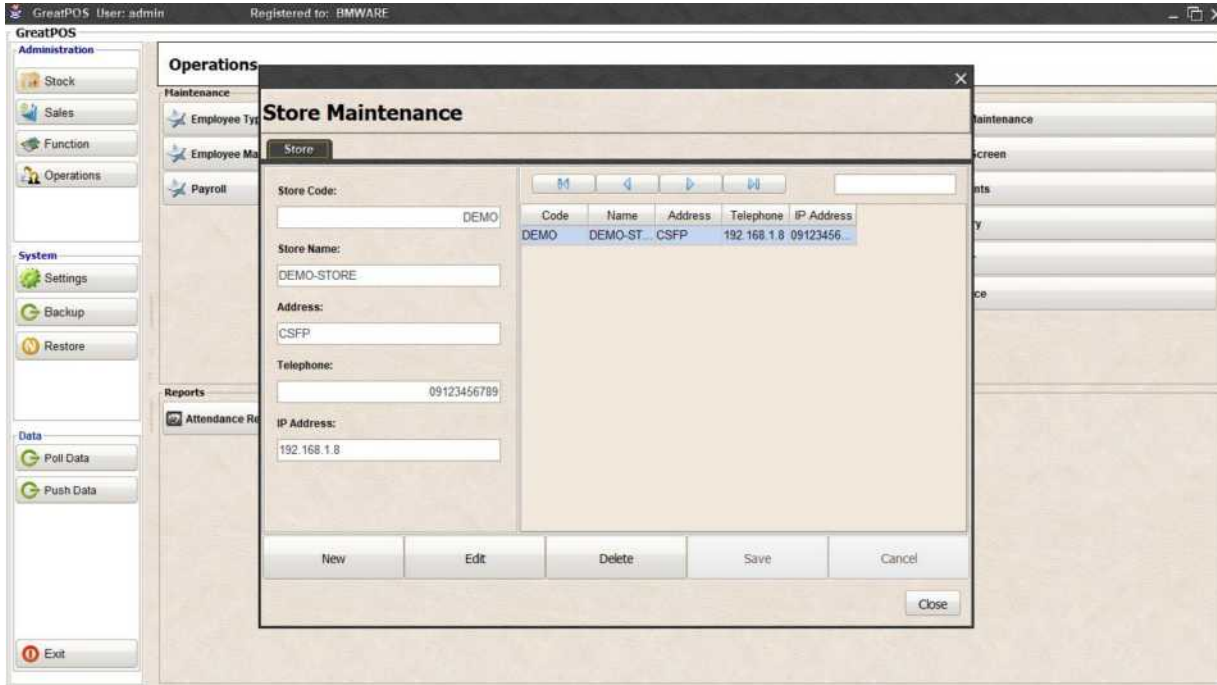 GreatPOS User: admin Registered to: BMWARE
GreatPOS
Administration
Stock
Sales
Function
Operations
System
Settings
Backup
Restore
Data
Poll Data
Push Data
Exit
Operations
Maintenance
Employee Typ
Employee Ma
Payroll
Reports
Attendance Re
Store Maintenance
Store
Store Code:
DEMO
Store Name:
DEMO-STORE
Address:
CSFP
Telephone:
09123456789
IP Address:
192.168.1.8
Code Name Address Telephone IP Address
DEMO DEMO-ST... CSFP 192.168.1.8 09123456...
New Edit Delete Save Cancel
Close
Maintenance
Screen
nts
y
ce